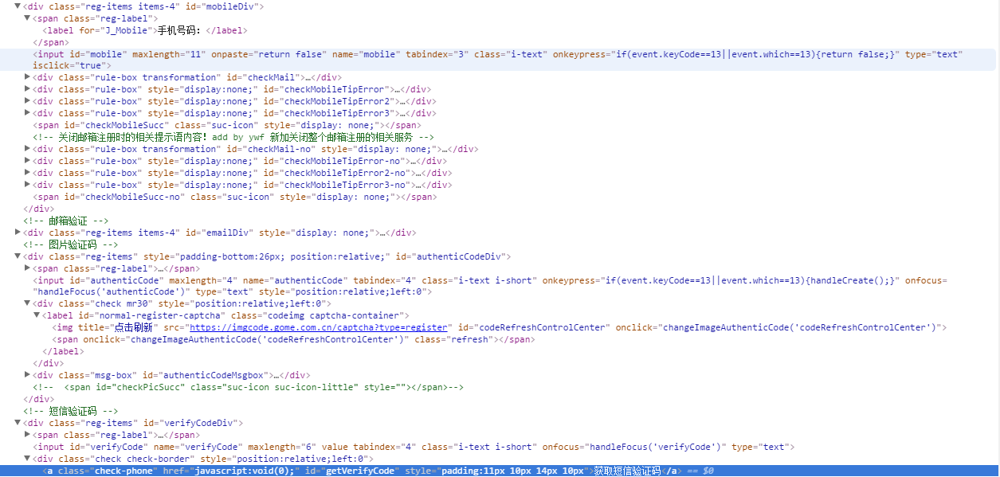 ▼<div class="reg-items items-4" id="mobileDiv">
▼<span class="reg-label">
<label for="J_Mobile">手机号码：</label>
</span>
<input id="mobile" maxlength="11" onpaste="return false" name="mobile" tabindex="3" class="i-text" onkeypress="if(event.keyCode==13||event.which==13){return false;}" type="text"
isclick="true">
▶<div class="rule-box transformation" id="checkMail">…</div>
▶<div class="rule-box" style="display:none;" id="checkMobileTipError">…</div>
▶<div class="rule-box" style="display:none;" id="checkMobileTipError2">…</div>
▶<div class="rule-box" style="display:none;" id="checkMobileTipError3">…</div>
<span id="checkMobileSucc" class="suc-icon" style="display: none;"></span>
<!-- 关闭邮箱注册时的相关提示语内容！add by ywf 新加关闭整个邮箱注册的相关服务 -->
▶<div class="rule-box transformation" id="checkMail-no" style="display: none;">…</div>
▶<div class="rule-box" style="display:none;" id="checkMobileTipError-no">…</div>
▶<div class="rule-box" style="display:none;" id="checkMobileTipError2-no">…</div>
▶<div class="rule-box" style="display:none;" id="checkMobileTipError3-no">…</div>
<span id="checkMobileSucc-no" class="suc-icon" style="display: none;"></span>
</div>
<!-- 邮箱验证 -->
▶<div class="reg-items items-4" id="emailDiv" style="display: none;">…</div>
<!-- 图片验证码 -->
▼<div class="reg-items" style="padding-bottom:26px; position:relative;" id="authenticCodeDiv">
▶<span class="reg-label">…</span>
<input id="authenticCode" maxlength="4" name="authenticCode" tabindex="4" class="i-text i-short" onkeypress="if(event.keyCode==13||event.which==13){handleCreate();}" onfocus=
"handleFocus('authenticCode')" type="text" style="position:relative;left:0">
▼<div class="check mr30" style="position:relative;left:0">
▼<label id="normal-register-captcha" class="codeimg captcha-container">
<img title="点击刷新" src="https://imgcode.gome.com.cn/captcha?type=register" id="codeRefreshControlCenter" onclick="changeImageAuthenticCode('codeRefreshControlCenter')">
<span onclick="changeImageAuthenticCode('codeRefreshControlCenter')" class="refresh"></span>
</label>
</div>
▶<div class="msg-box" id="authenticCodeMsgbox">…</div>
<!--  <span id="checkPicSucc" class="suc-icon suc-icon-little" style=""></span>-->
</div>
<!-- 短信验证码 -->
▼<div class="reg-items" id="verifyCodeDiv">
▶<span class="reg-label">…</span>
<input id="verifyCode" name="verifyCode" maxlength="6" value tabindex="4" class="i-text i-short" onfocus="handleFocus('verifyCode')" type="text">
▼<div class="check check-border" style="position:relative;left:0">
<a class="check-phone" href="javascript:void(0);" id="getVerifyCode" style="padding:11px 10px 14px 10px">获取短信验证码</a> == $0